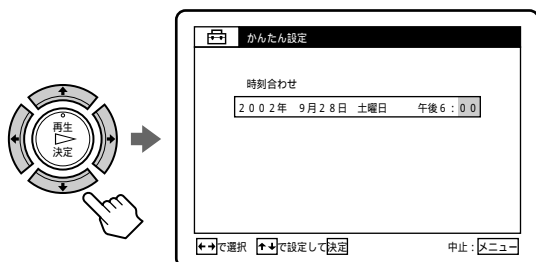 再生
決定
かんたん設定
時刻合わせ
2002年 9月28日 土曜日 午後6:00
←→で選択 ↑↓で設定して決定 中止:メニュー